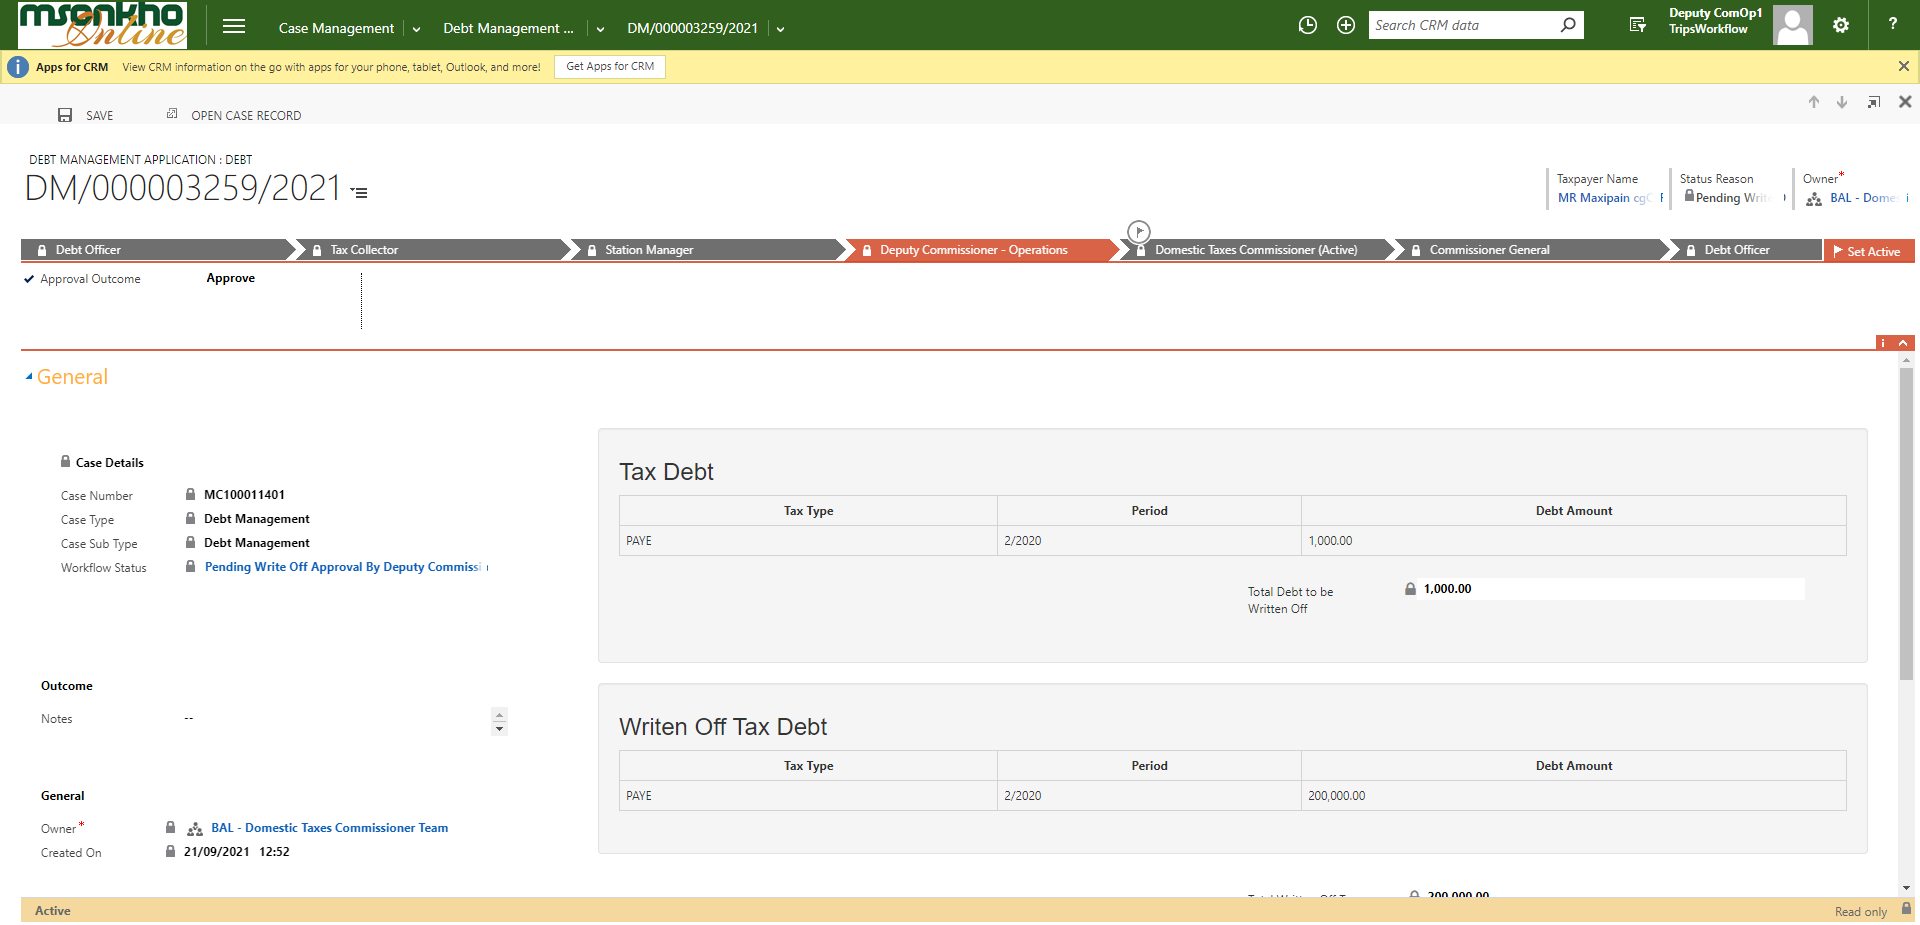 msonkho
Online
Case Management
Debt Management ...
DM/000003259/2021
Search CRM data
Deputy ComOp1
TripsWorkflow
?
i
Apps for CRM
View CRM information on the go with apps for your phone, tablet, Outlook, and more!
Get Apps for CRM
SAVE
OPEN CASE RECORD
DEBT MANAGEMENT APPLICATION : DEBT
DM/000003259/2021
Taxpayer Name
MR Maxipain cg
Status Reason
Pending Write
Owner*
BAL - Domes
Debt Officer
Tax Collector
Station Manager
Deputy Commissioner - Operations
Domestic Taxes Commissioner (Active)
Commissioner General
Debt Officer
Set Active
Approval Outcome
Approve
i
General
Case Details
Case Number
MC100011401
Case Type
Debt Management
Case Sub Type
Debt Management
Workflow Status
Pending Write Off Approval By Deputy Commissi
Tax Debt
Tax Type Period Debt Amount
PAYE 2/2020 1,000.00
Total Debt to be
Written Off
1,000.00
Outcome
Notes
--
Writen Off Tax Debt
Tax Type Period Debt Amount
PAYE 2/2020 200,000.00
General
Owner*
BAL - Domestic Taxes Commissioner Team
Created On
21/09/2021 12:52
200,000.00
Active
Read only